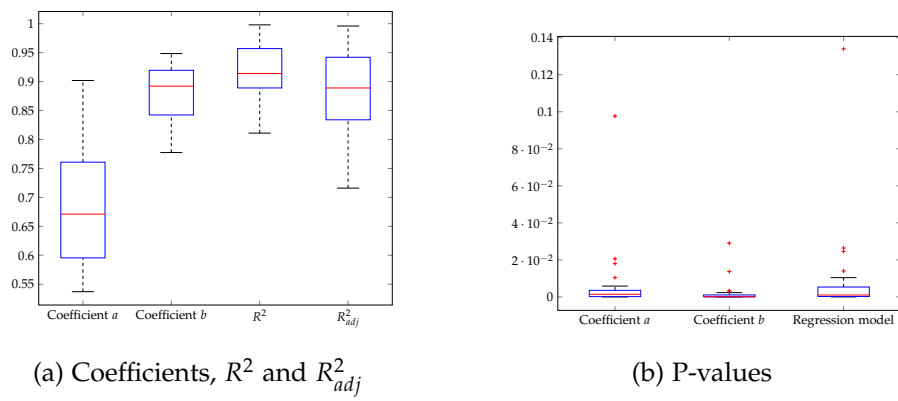 1
0.95
0.9
0.85
0.8
0.75
0.7
0.65
0.6
0.55
Coefficient a Coefficient b R² R²adj
(a) Coefficients, R² and R²adj
0.14
0.12
0.1
8 · 10⁻²
6 · 10⁻²
4 · 10⁻²
2 · 10⁻²
0
Coefficient a Coefficient b Regression model
(b) P-values